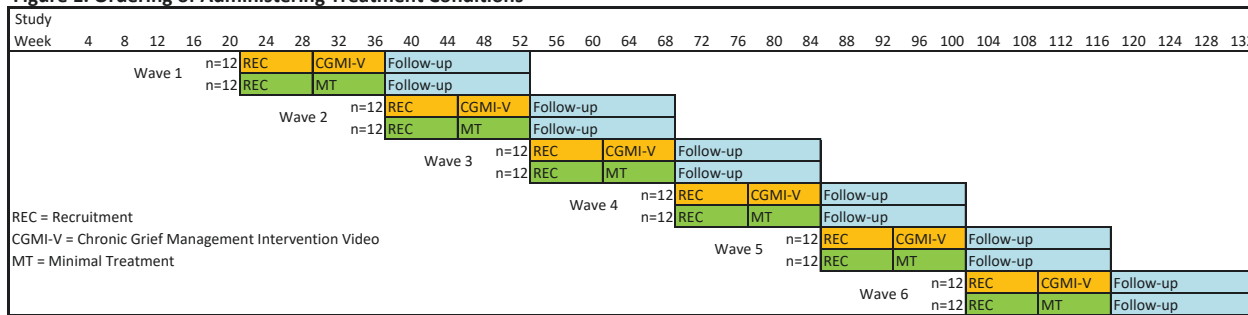 Figure 1. Ordering of Administering Treatment Conditions
Study
Week 4 8 12 16 20 24 28 32 36 40 44 48 52 56 60 64 68 72 76 80 84 88 92 96 100 104 108 112 116 120 124 128
Wave 1
n=12 REC CGMI-V Follow-up
n=12 REC MT Follow-up
Wave 2
n=12 REC CGMI-V Follow-up
n=12 REC MT Follow-up
Wave 3
n=12 REC CGMI-V Follow-up
n=12 REC MT Follow-up
Wave 4
n=12 REC CGMI-V Follow-up
n=12 REC MT Follow-up
REC = Recruitment
CGMI-V = Chronic Grief Management Intervention Video
MT = Minimal Treatment
Wave 5
n=12 REC CGMI-V Follow-up
n=12 REC MT Follow-up
Wave 6
n=12 REC CGMI-V Follow-up
n=12 REC MT Follow-up